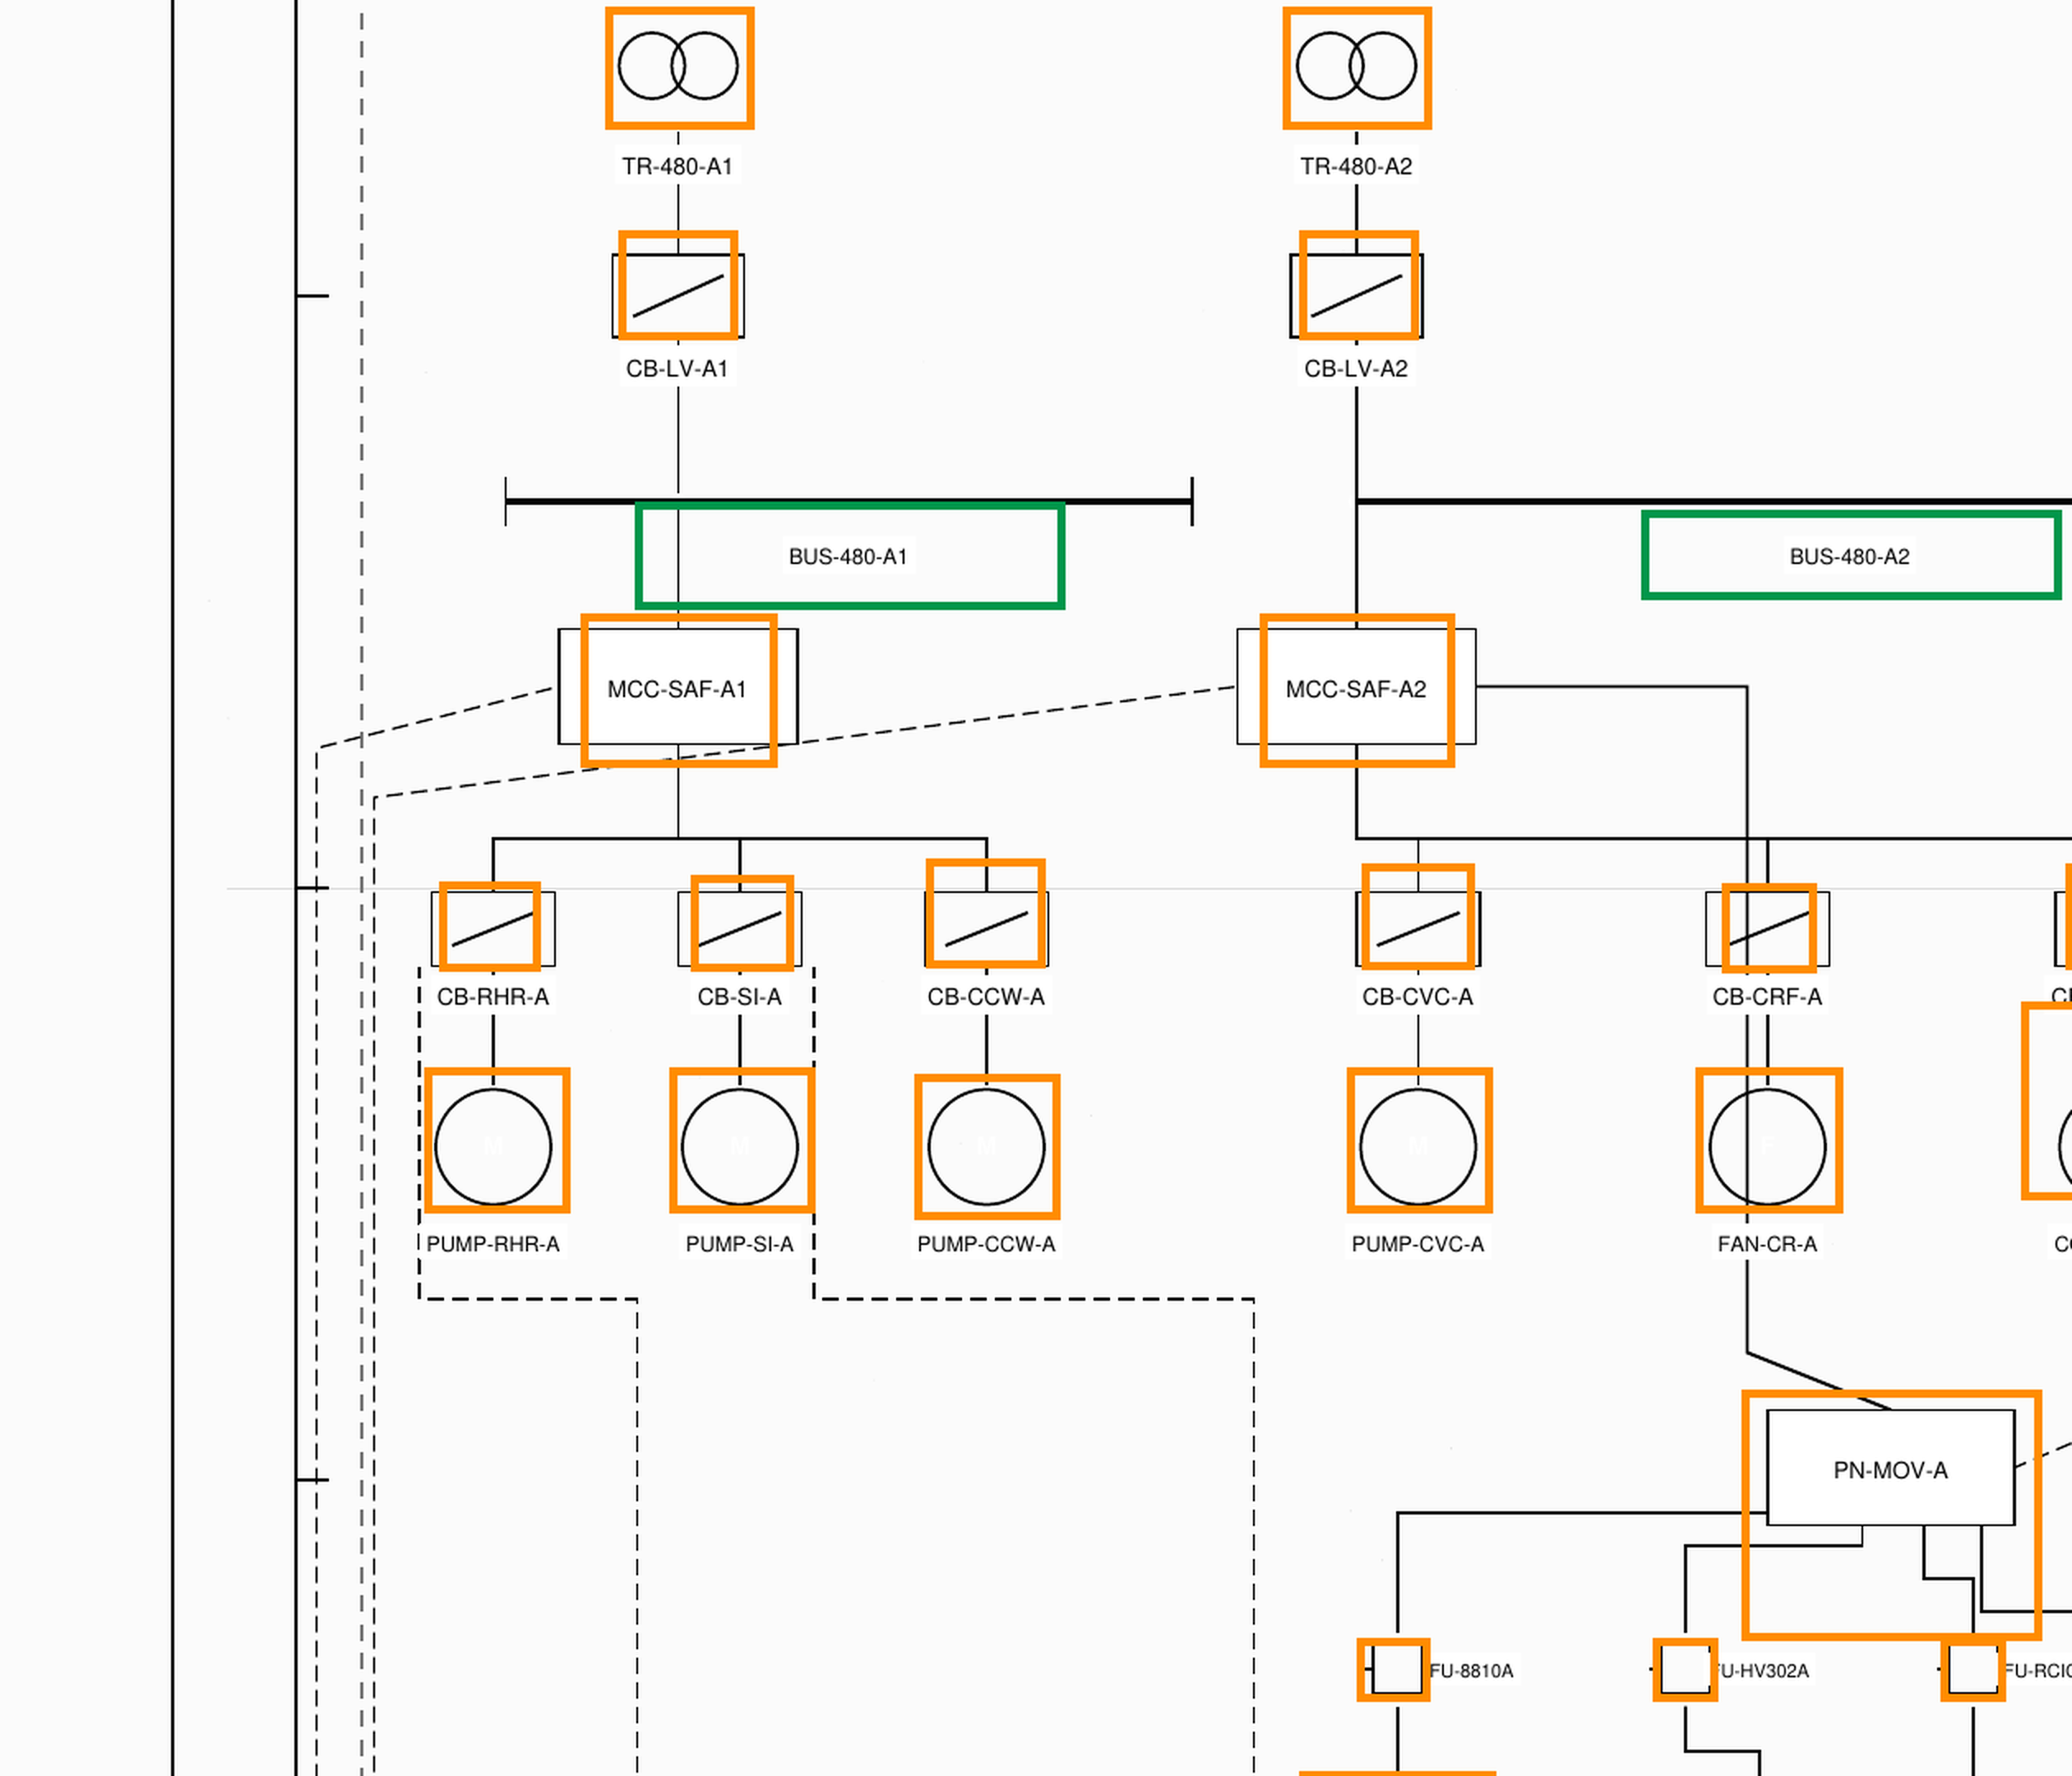 TR-480-A1
TR-480-A2
CB-LV-A1
CB-LV-A2
BUS-480-A1
BUS-480-A2
MCC-SAF-A1
MCC-SAF-A2
CB-RHR-A
CB-SI-A
CB-CCW-A
CB-CVC-A
CB-CRF-A
M
M
M
M
F
PUMP-RHR-A
PUMP-SI-A
PUMP-CCW-A
PUMP-CVC-A
FAN-CR-A
PN-MOV-A
FU-8810A
FU-HV302A